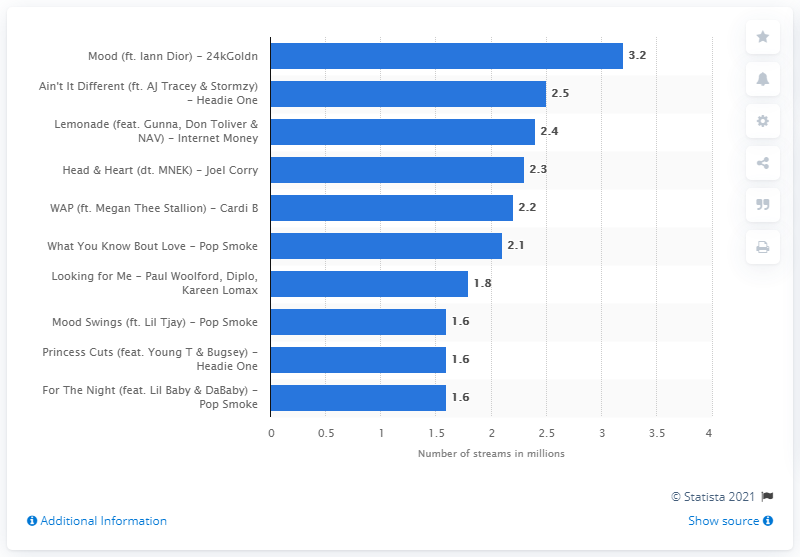 Mood (ft. Iann Dior) – 24kGoldn
3.2
Ain't It Different (ft. AJ Tracey & Stormzy)
– Headie One
2.5
Lemonade (feat. Gunna, Don Toliver &
NAV) – Internet Money
2.4
Head & Heart (dt. MNEK) – Joel Corry
2.3
WAP (ft. Megan Thee Stallion) – Cardi B
2.2
What You Know Bout Love – Pop Smoke
2.1
Looking for Me – Paul Woolford, Diplo,
Kareen Lomax
1.8
Mood Swings (ft. Lil Tjay) – Pop Smoke
1.6
Princess Cuts (feat. Young T & Bugsey) –
Headie One
1.6
For The Night (feat. Lil Baby & DaBaby) –
Pop Smoke
1.6
0 0.5 1 1.5 2 2.5 3 3.5 4
Number of streams in millions
© Statista 2021
Additional Information
Show source